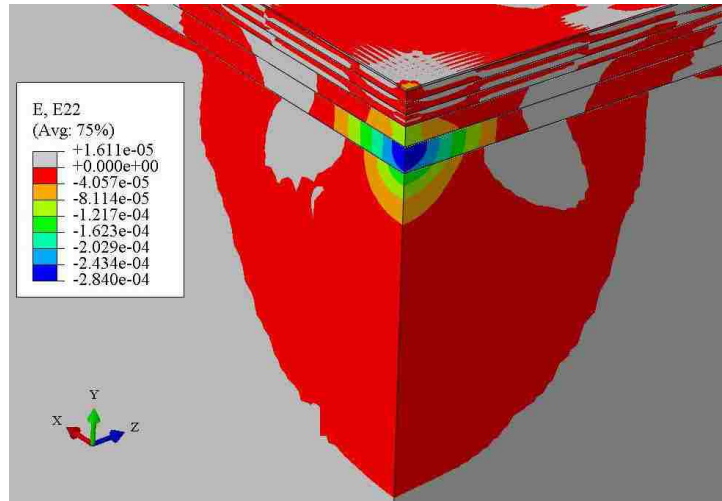 E, E22
(Avg: 75%)
+1.611e-05
+0.000e+00
-4.057e-05
-8.114e-05
-1.217e-04
-1.623e-04
-2.029e-04
-2.434e-04
-2.840e-04
Y
X
Z